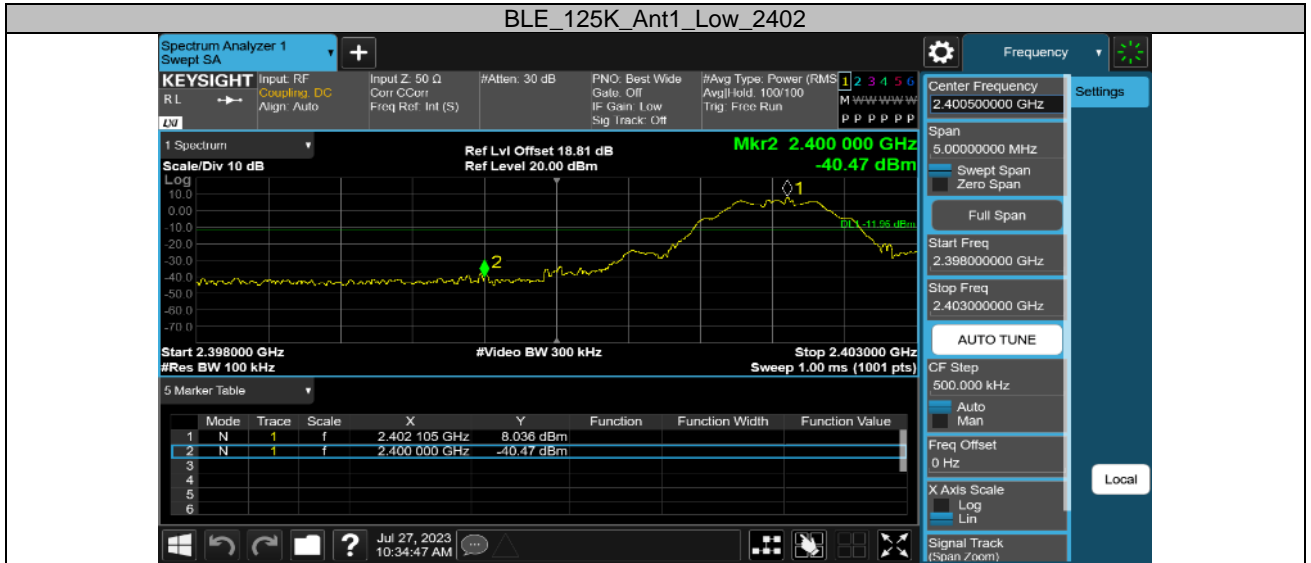 BLE_125K_Ant1_Low_2402
Spectrum Analyzer 1
Swept SA
Frequency
KEYSIGHT
R L
LXI
Input: RF
Coupling: DC
Align: Auto
Input Z: 50 Ω
Corr CCorr
Freq Ref: Int (S)
#Atten: 30 dB
PNO: Best Wide
Gate: Off
IF Gain: Low
Sig Track: Off
#Avg Type: Power (RMS
Avg|Hold: 100/100
Trig: Free Run
1 2 3 4 5 6
M W W W W W
P P P P P P
1 Spectrum
Scale/Div 10 dB
Ref Lvl Offset 18.81 dB
Ref Level 20.00 dBm
Mkr2 2.400 000 GHz
-40.47 dBm
Log
10.0
0.00
-10.0
-20.0
-30.0
-40.0
-50.0
-60.0
-70.0
1
2
DL1 -11.96 dBm
Start 2.398000 GHz
#Res BW 100 kHz
#Video BW 300 kHz
Stop 2.403000 GHz
Sweep 1.00 ms (1001 pts)
5 Marker Table
Mode Trace Scale X Y Function Function Width Function Value
1 N 1 f 2.402 105 GHz 8.036 dBm
2 N 1 f 2.400 000 GHz -40.47 dBm
3
4
5
6
Jul 27, 2023
10:34:47 AM
Center Frequency
2.400500000 GHz
Span
5.00000000 MHz
Swept Span
Zero Span
Full Span
Start Freq
2.398000000 GHz
Stop Freq
2.403000000 GHz
AUTO TUNE
CF Step
500.000 kHz
Auto
Man
Freq Offset
0 Hz
X Axis Scale
Log
Lin
Signal Track
(Span Zoom)
Settings
Local